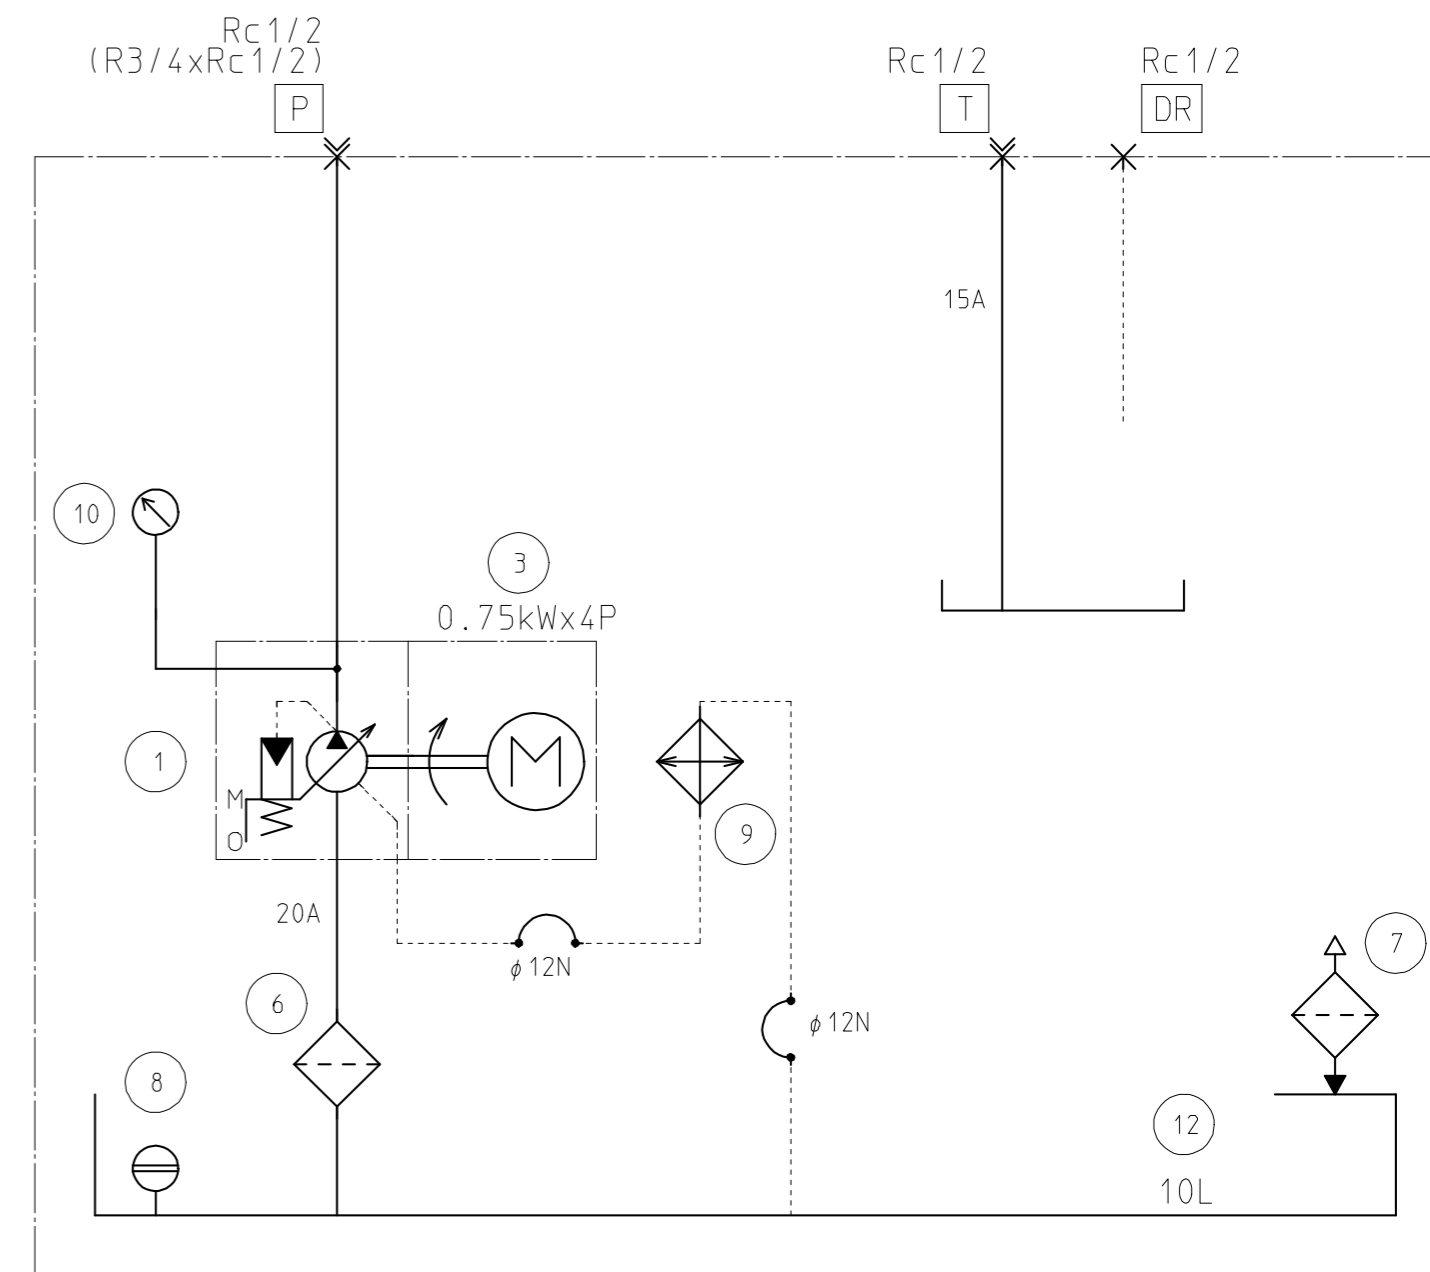 Rc1/2
(R3/4xRc1/2)
P
Rc1/2
T
Rc1/2
DR
15A
10
3
0.75kWx4P
1
M
O
M
9
20A
φ12N
6
φ12N
7
8
12
10L